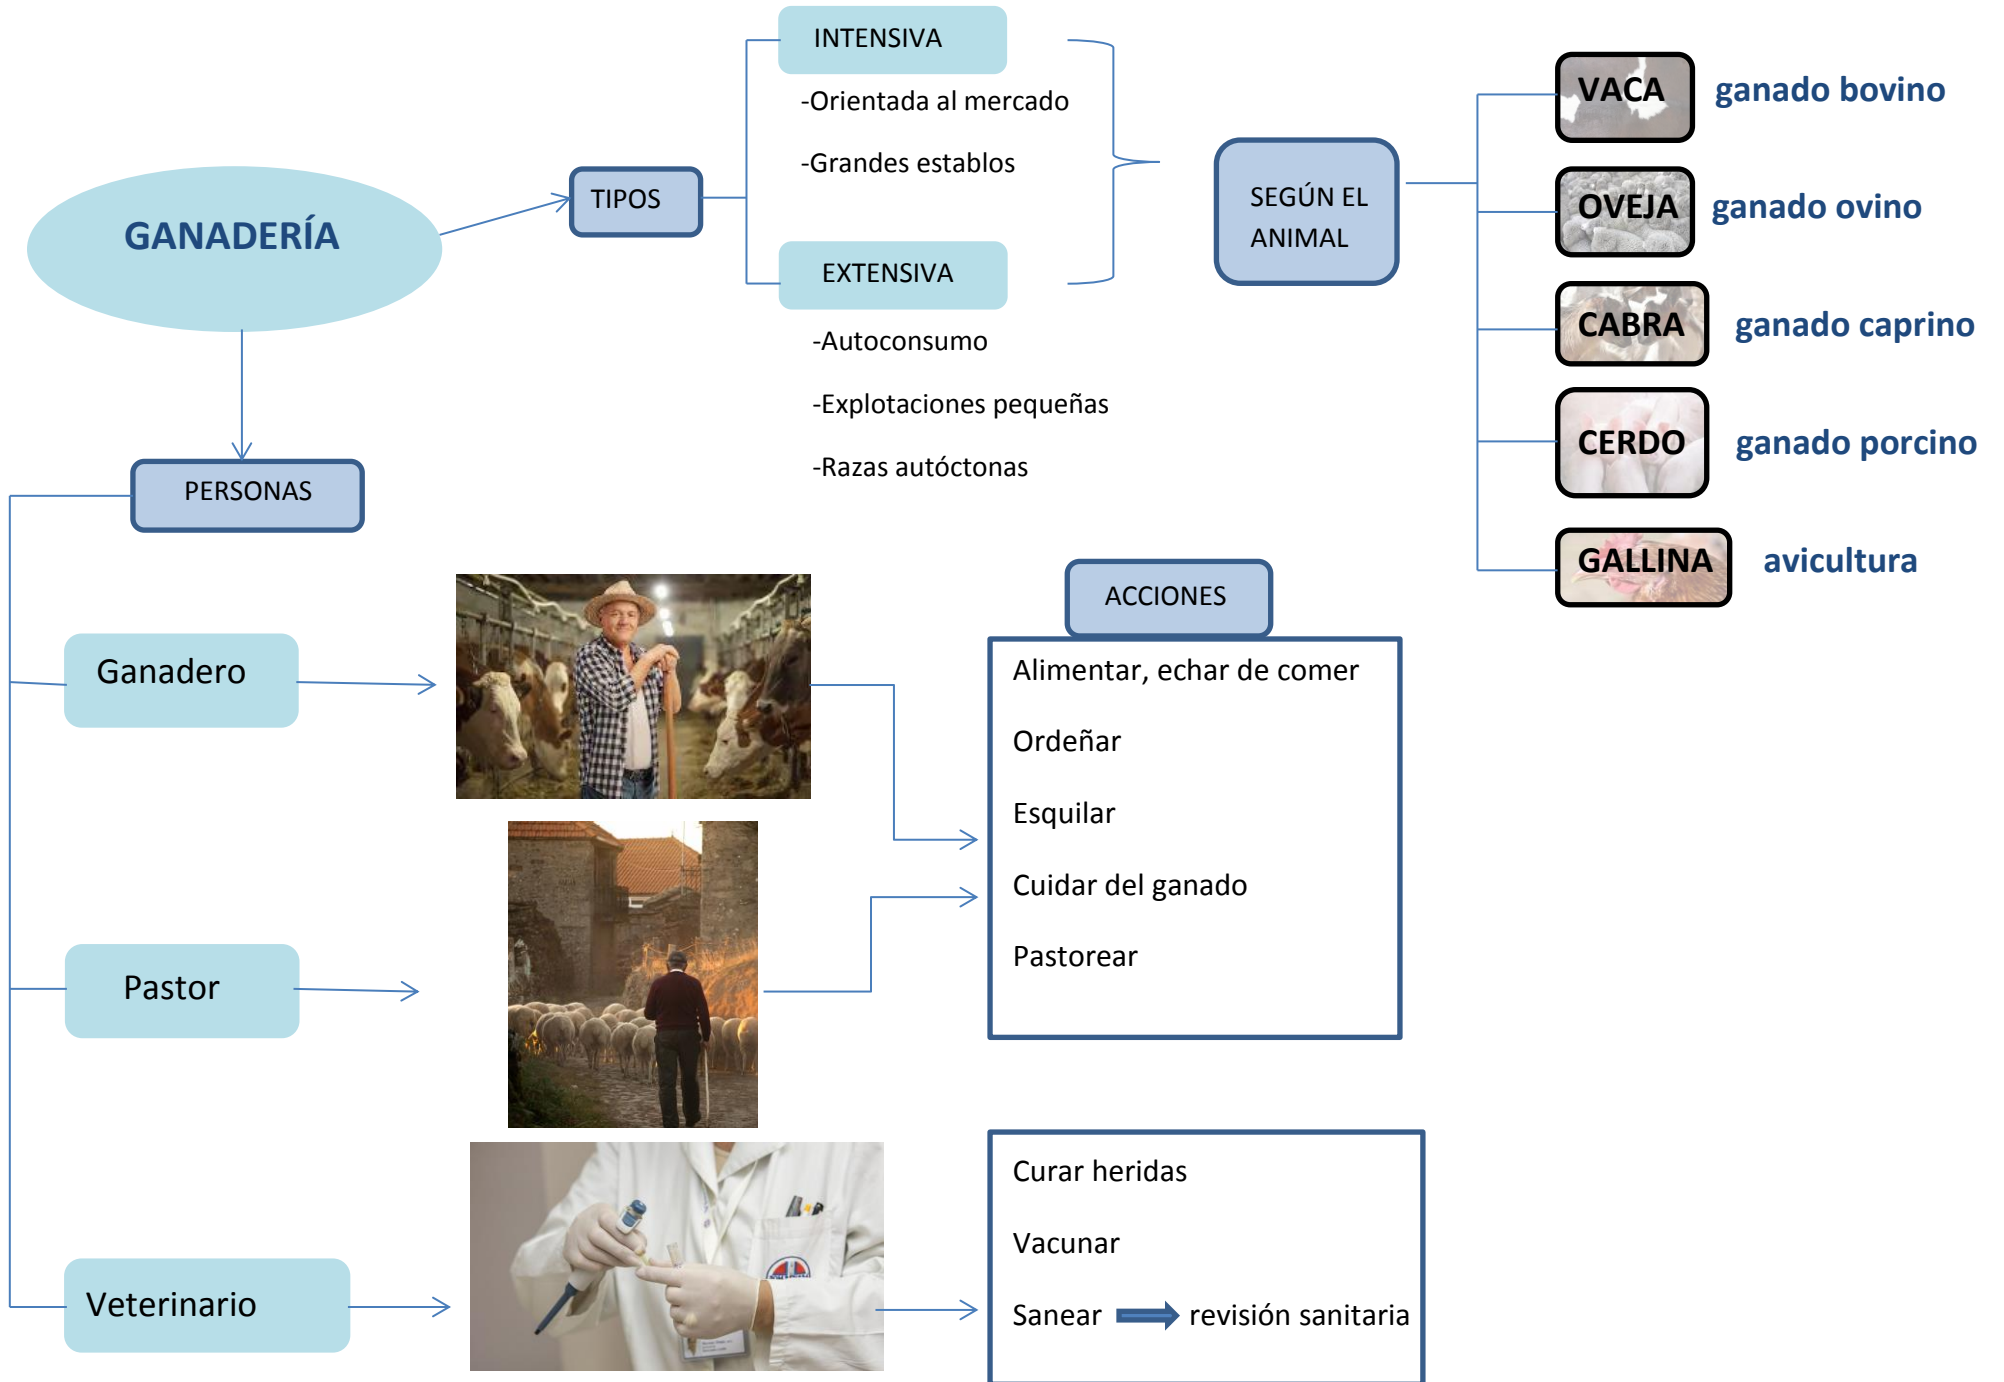 GANADERÍA
TIPOS
INTENSIVA
-Orientada al mercado
-Grandes establos
EXTENSIVA
-Autoconsumo
-Explotaciones pequeñas
-Razas autóctonas
SEGÚN EL
ANIMAL
VACA ganado bovino
OVEJA ganado ovino
CABRA ganado caprino
CERDO ganado porcino
GALLINA avicultura
PERSONAS
Ganadero
Pastor
Veterinario
ACCIONES
Alimentar, echar de comer
Ordeñar
Esquilar
Cuidar del ganado
Pastorear
Curar heridas
Vacunar
Sanear revisión sanitaria